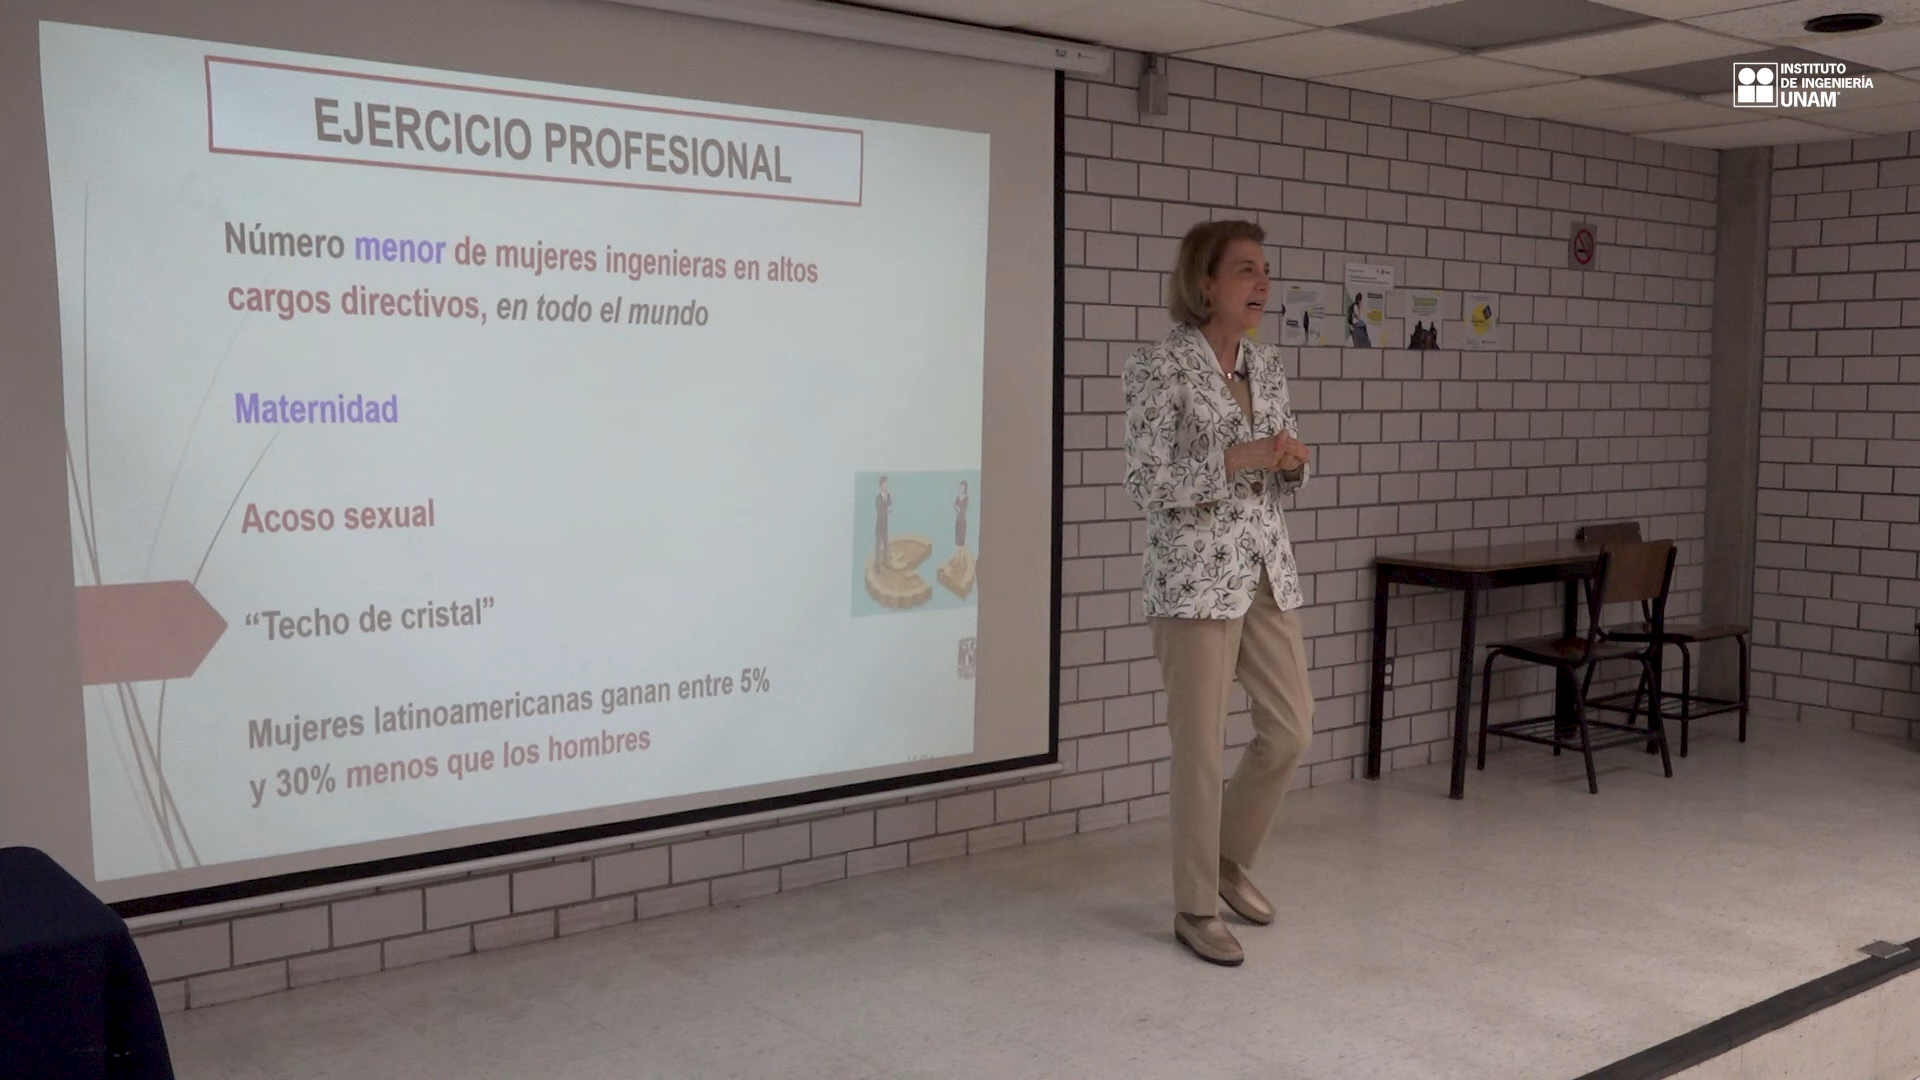 EJERCICIO PROFESIONAL
Número menor de mujeres ingenieras en altos
cargos directivos, en todo el mundo
Maternidad
Acoso sexual
“Techo de cristal”
Mujeres latinoamericanas ganan entre 5%
y 30% menos que los hombres
INSTITUTO
DE INGENIERÍA
UNAM